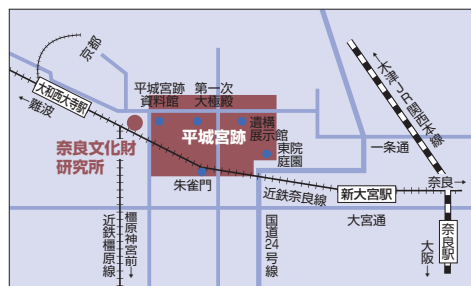 京都
大和西大寺駅
←難波
平城宮跡
資料館
第一次
大極殿
遺構
展示館
平城宮跡
東院
庭園
奈良文化財
研究所
朱雀門
←木津
JR関西本線
一条通
奈良→
近鉄奈良線
新大宮駅
大宮通
奈良駅
大阪↓
国道24号線
橿原神宮前↓
近鉄橿原線